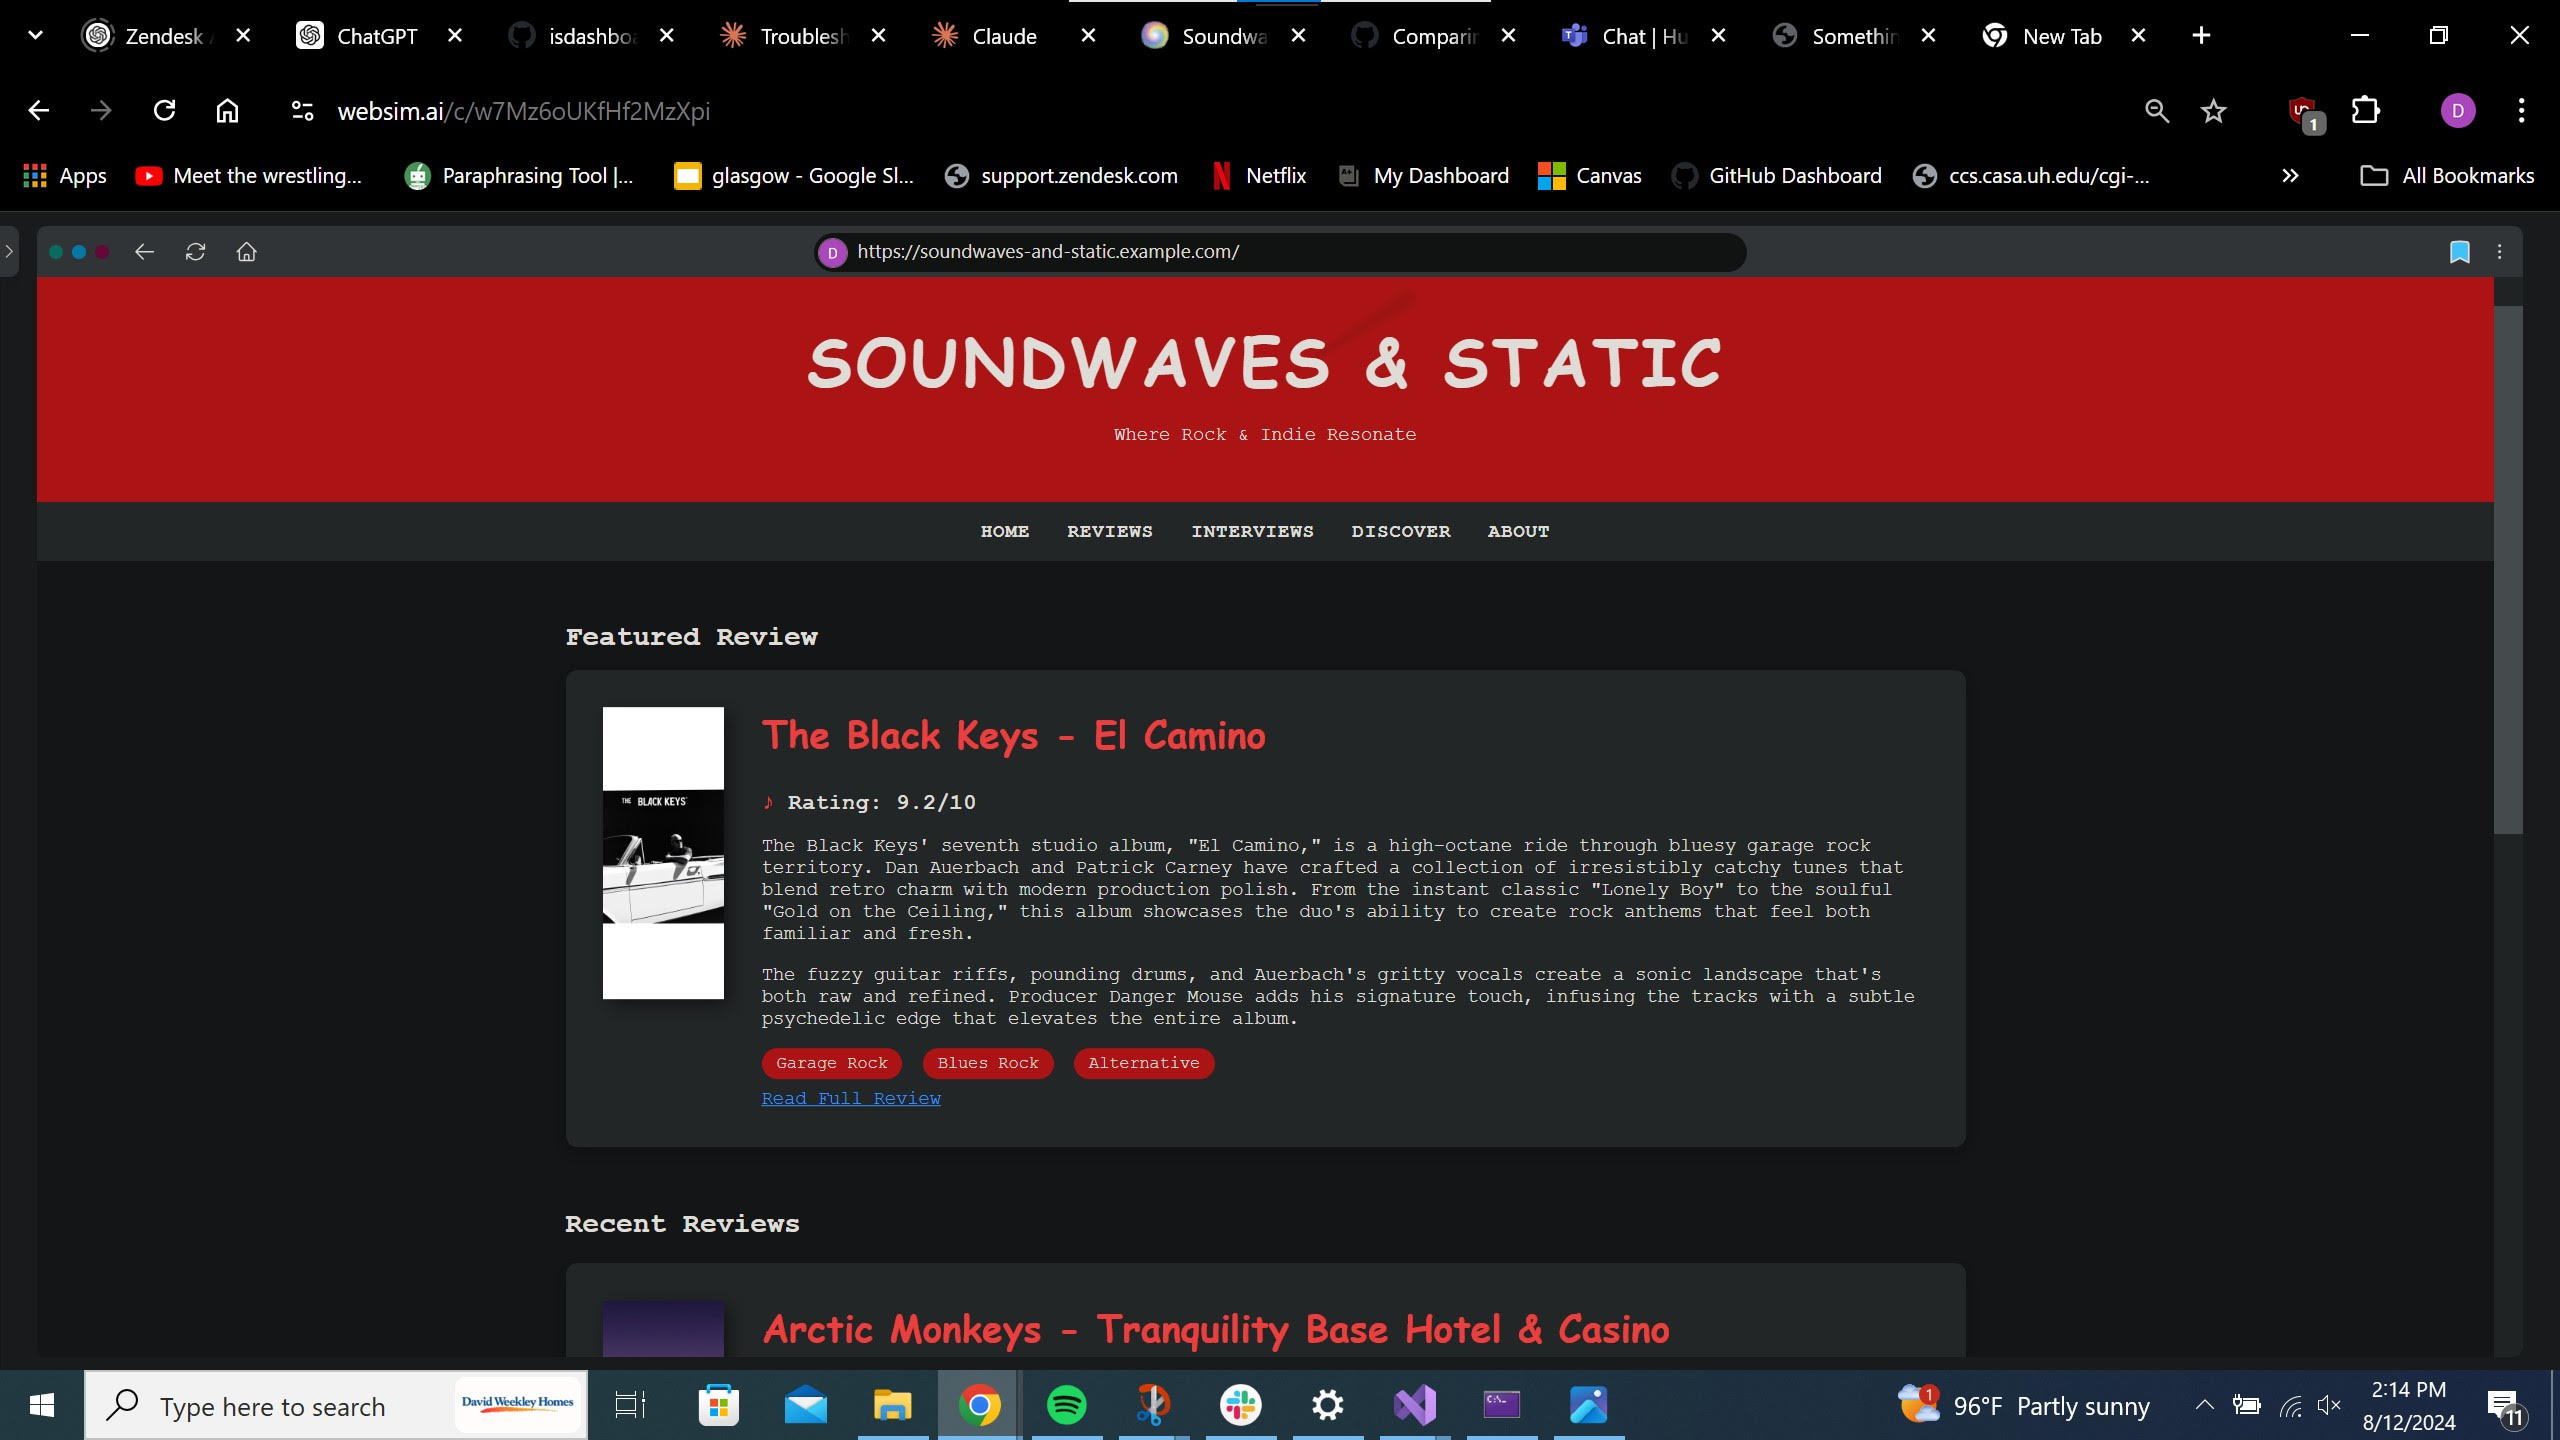 Zendesk
ChatGPT
isdashboa
Troublesh
Claude
Soundwa
Comparin
Chat | Hu
Somethin
New Tab
websim.ai/c/w7Mz6oUKfHf2MzXpi
1
D
Apps
Meet the wrestling...
Paraphrasing Tool |...
glasgow - Google Sl...
support.zendesk.com
Netflix
My Dashboard
Canvas
GitHub Dashboard
ccs.casa.uh.edu/cgi-...
All Bookmarks
D https://soundwaves-and-static.example.com/
SOUNDWAVES & STATIC
Where Rock & Indie Resonate
HOME REVIEWS INTERVIEWS DISCOVER ABOUT
Featured Review
THE BLACK KEYS
The Black Keys - El Camino
♪ Rating: 9.2/10
The Black Keys' seventh studio album, "El Camino," is a high-octane ride through bluesy garage rock
territory. Dan Auerbach and Patrick Carney have crafted a collection of irresistibly catchy tunes that
blend retro charm with modern production polish. From the instant classic "Lonely Boy" to the soulful
"Gold on the Ceiling," this album showcases the duo's ability to create rock anthems that feel both
familiar and fresh.
The fuzzy guitar riffs, pounding drums, and Auerbach's gritty vocals create a sonic landscape that's
both raw and refined. Producer Danger Mouse adds his signature touch, infusing the tracks with a subtle
psychedelic edge that elevates the entire album.
Garage Rock Blues Rock Alternative
Read Full Review
Recent Reviews
Arctic Monkeys - Tranquility Base Hotel & Casino
Type here to search
David Weekley Homes
1
96°F Partly sunny
2:14 PM
8/12/2024
11